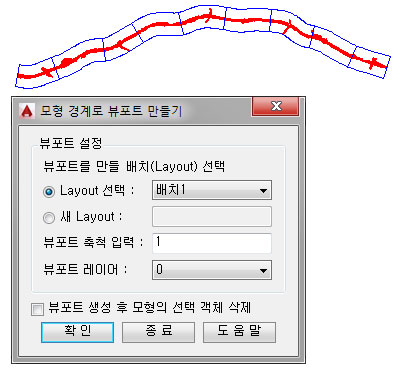 모형 경계로 뷰포트 만들기
뷰포트 설정
뷰포트를 만들 배치(Layout) 선택
Layout 선택 : 배치1
새 Layout :
뷰포트 축척 입력 : 1
뷰포트 레이어 : 0
뷰포트 생성 후 모형의 선택 객체 삭제
확 인 종 료 도 움 말